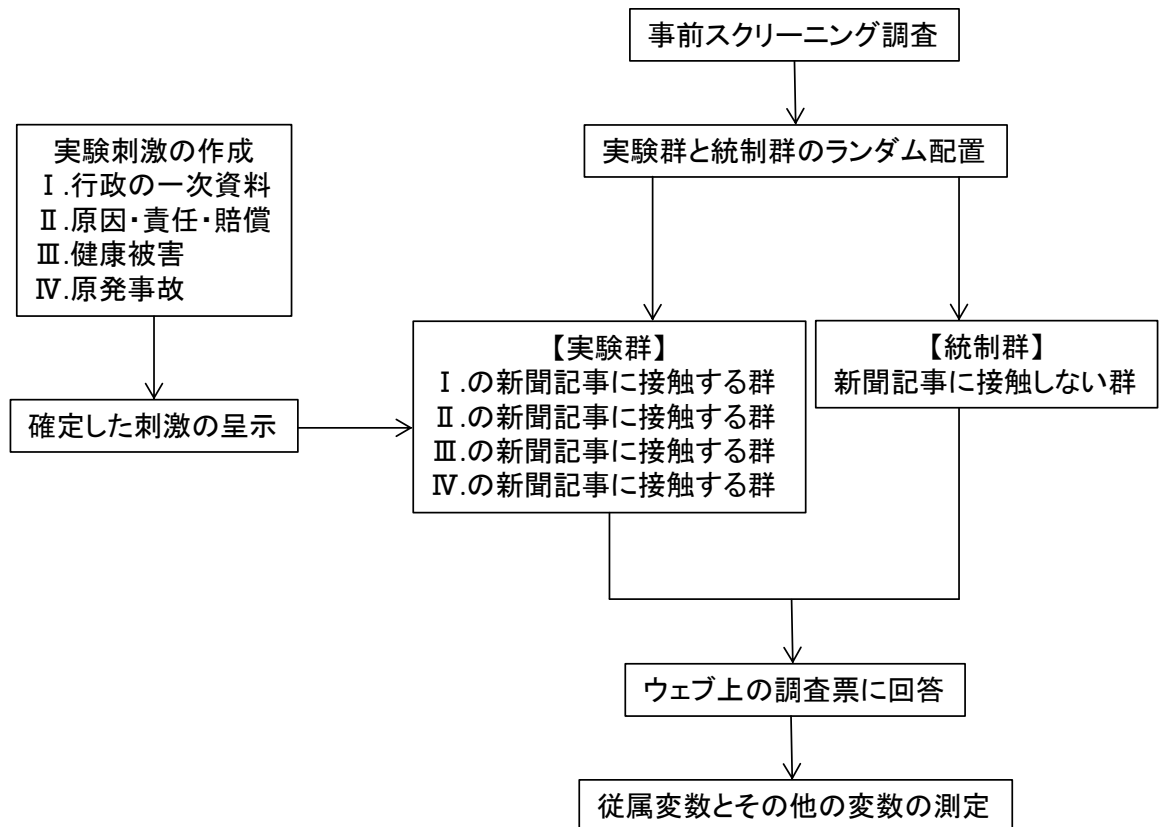 事前スクリーニング調査
実験群と統制群のランダム配置
実験刺激の作成
Ⅰ.行政の一次資料
Ⅱ.原因・責任・賠償
Ⅲ.健康被害
Ⅳ.原発事故
確定した刺激の呈示
【実験群】
Ⅰ.の新聞記事に接触する群
Ⅱ.の新聞記事に接触する群
Ⅲ.の新聞記事に接触する群
Ⅳ.の新聞記事に接触する群
【統制群】
新聞記事に接触しない群
ウェブ上の調査票に回答
従属変数とその他の変数の測定